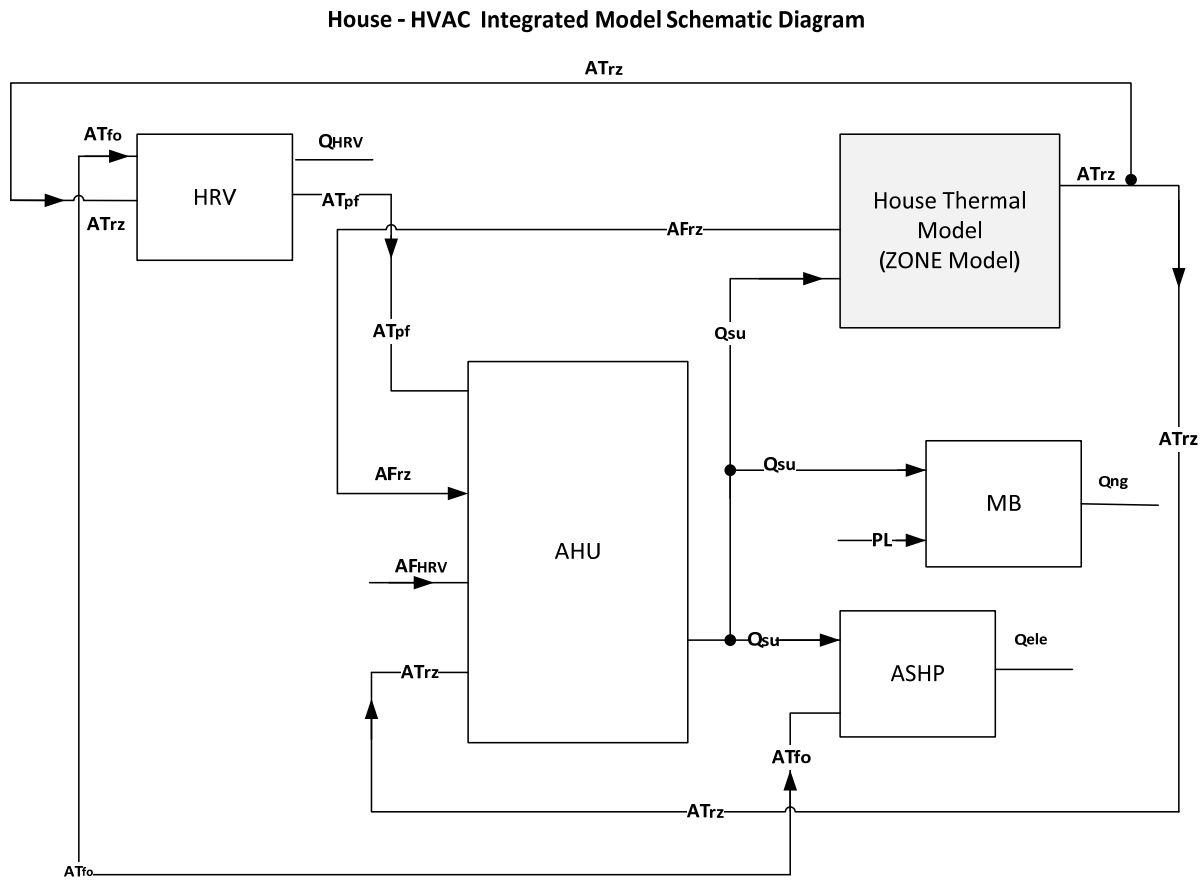 House - HVAC  Integrated Model Schematic Diagram
ATrz
ATfo
QHRV
HRV
ATpf
ATrz
ATrz
House Thermal
Model
(ZONE Model)
AFrz
ATpf
Qsu
ATrz
Qsu
AFrz
Qng
MB
PL
AHU
AFHRV
Qsu
Qele
ATrz
ASHP
ATfo
ATrz
ATfo